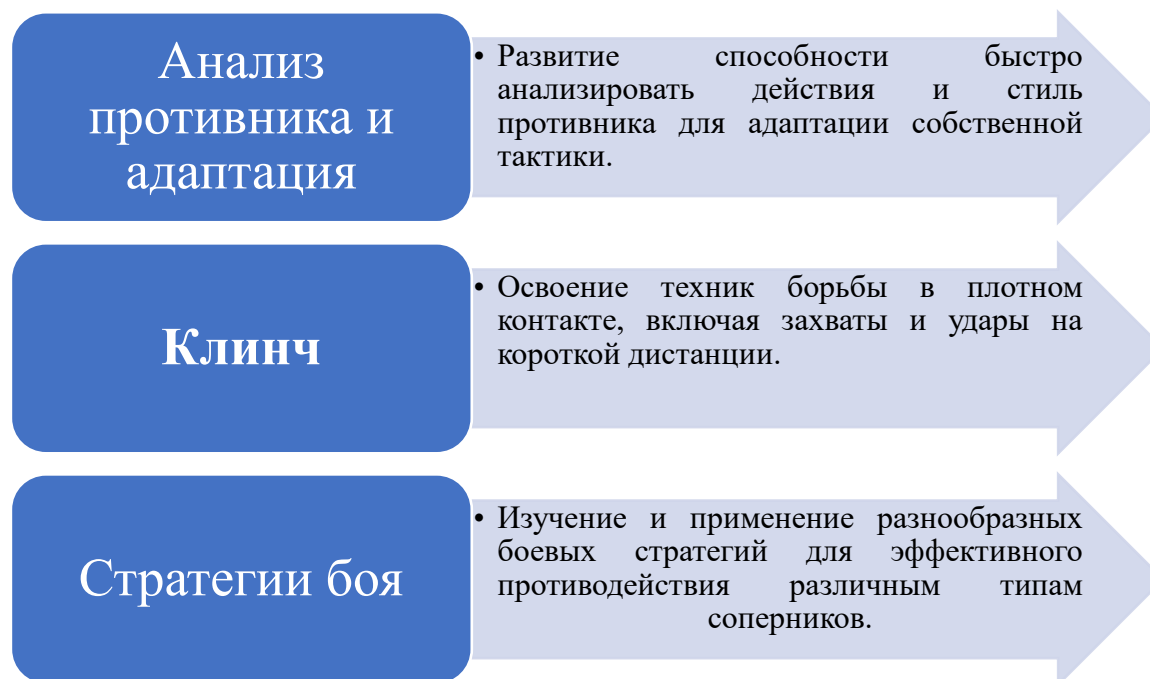 Анализ
противника и
адаптация
• Развитие способности быстро
анализировать действия и стиль
противника для адаптации собственной
тактики.
Клинч
• Освоение техник борьбы в плотном
контакте, включая захваты и удары на
короткой дистанции.
Стратегии боя
• Изучение и применение разнообразных
боевых стратегий для эффективного
противодействия различным типам
соперников.